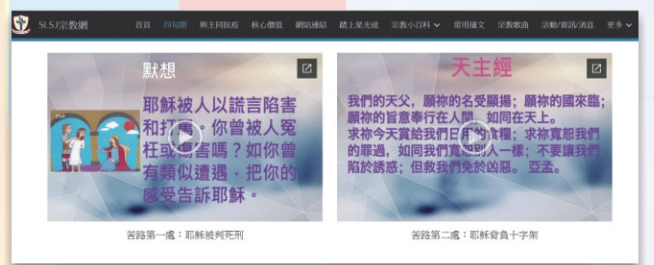 SLSJ宗教網
首頁 四旬期 與主同抗疫 核心價值 網站連結 踏上星光途 宗教小百科 常用禱文 宗教歌曲 活動/資訊/消息 更多
默想
耶穌被人以謊言陷害
和打罵,你曾被人冤
枉或傷害嗎?如你曾
有類似遭遇,把你的
感受告訴耶穌。
苦路第一處:耶穌被判死刑
天主經
我們的天父,願祢的名受顯揚;願祢的國來臨;
願祢的旨意奉行在人間,如同在天上。
求祢今天賞給我們日用的食糧;求祢寬恕我們
的罪過,如同我們寬恕別人一樣;不要讓我們
陷於誘惑;但救我們免於凶惡。亞孟。
苦路第二處:耶穌背負十字架